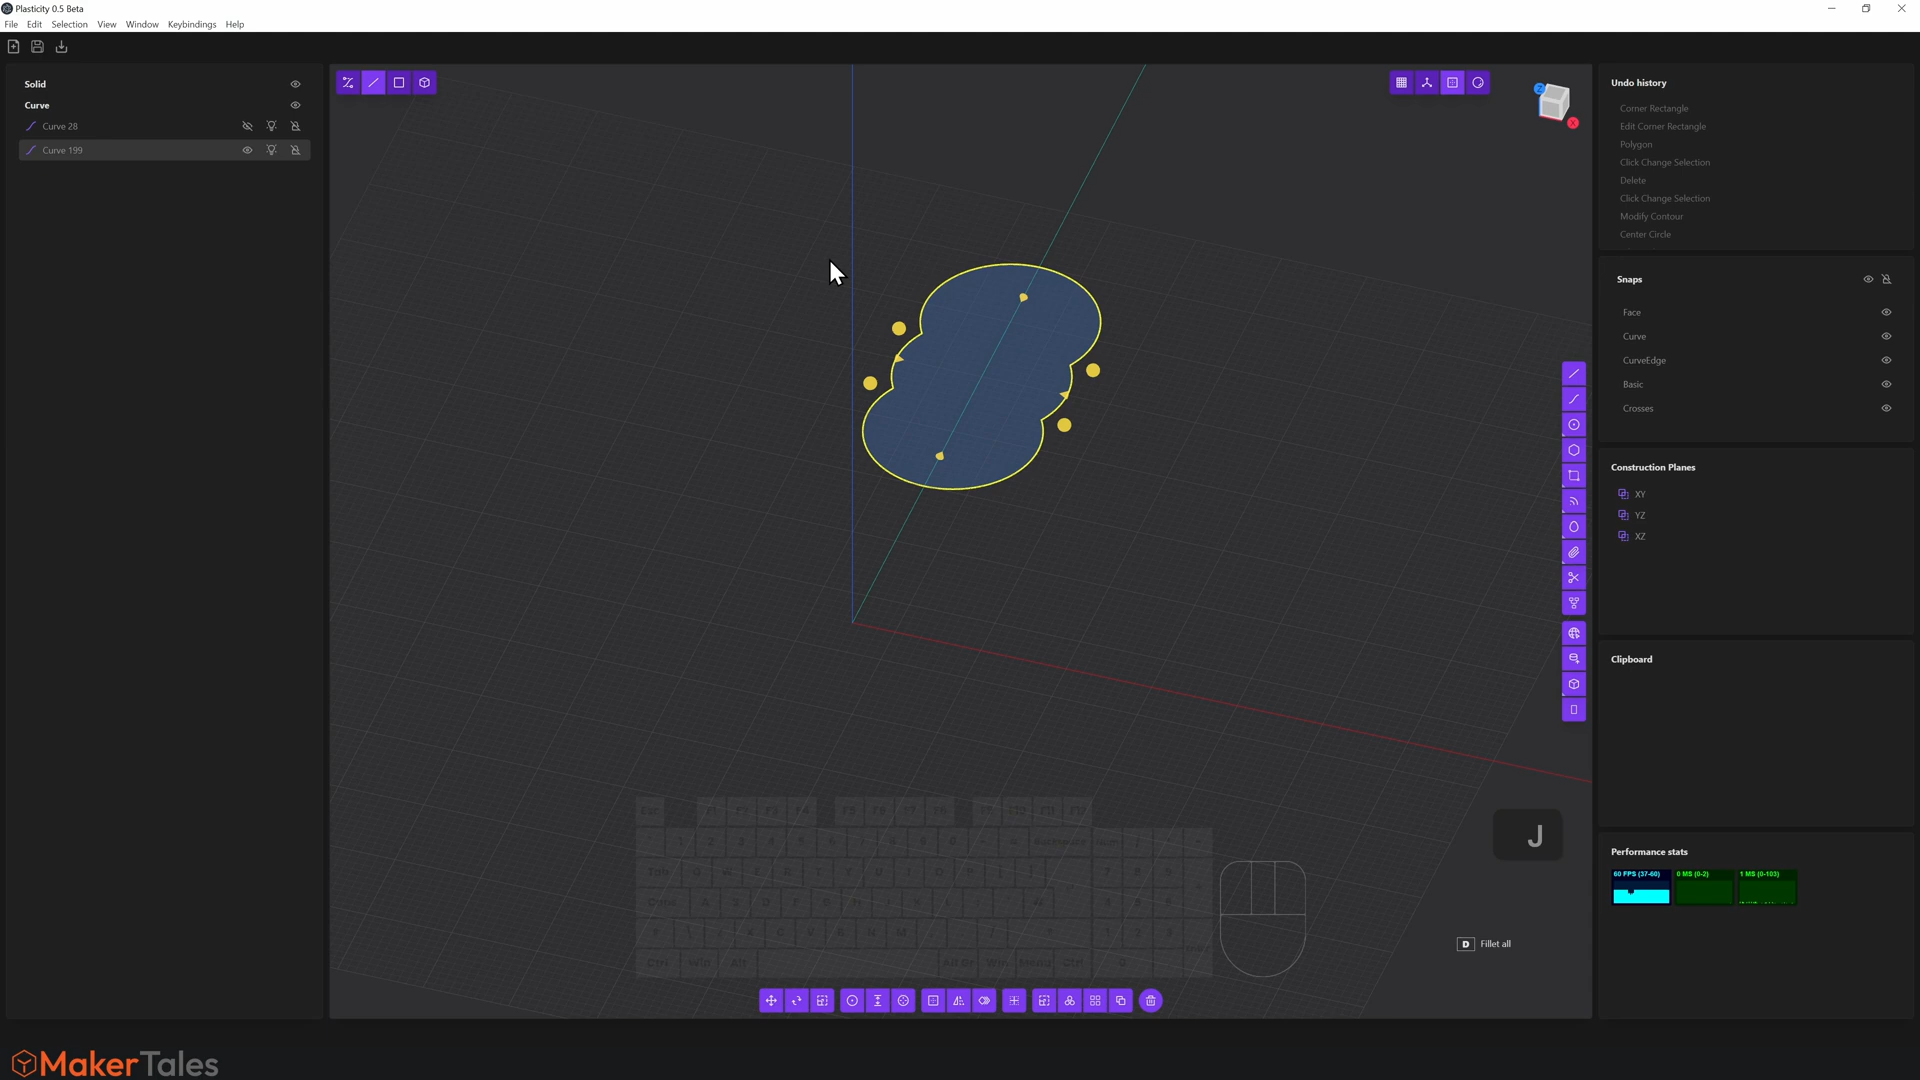 Plasticity 0.5 Beta
File Edit Selection View Window Keybindings Help
Solid
Curve
Curve 28
Curve 199
Z
X
Undo history
Corner Rectangle
Edit Corner Rectangle
Polygon
Click Change Selection
Delete
Click Change Selection
Modify Contour
Center Circle
Snaps
Face
Curve
CurveEdge
Basic
Crosses
Construction Planes
XY
YZ
XZ
Clipboard
Performance stats
60 FPS (37-60) 0 MS (0-2) 1 MS (0-103)
J
D Fillet all
MakerTales